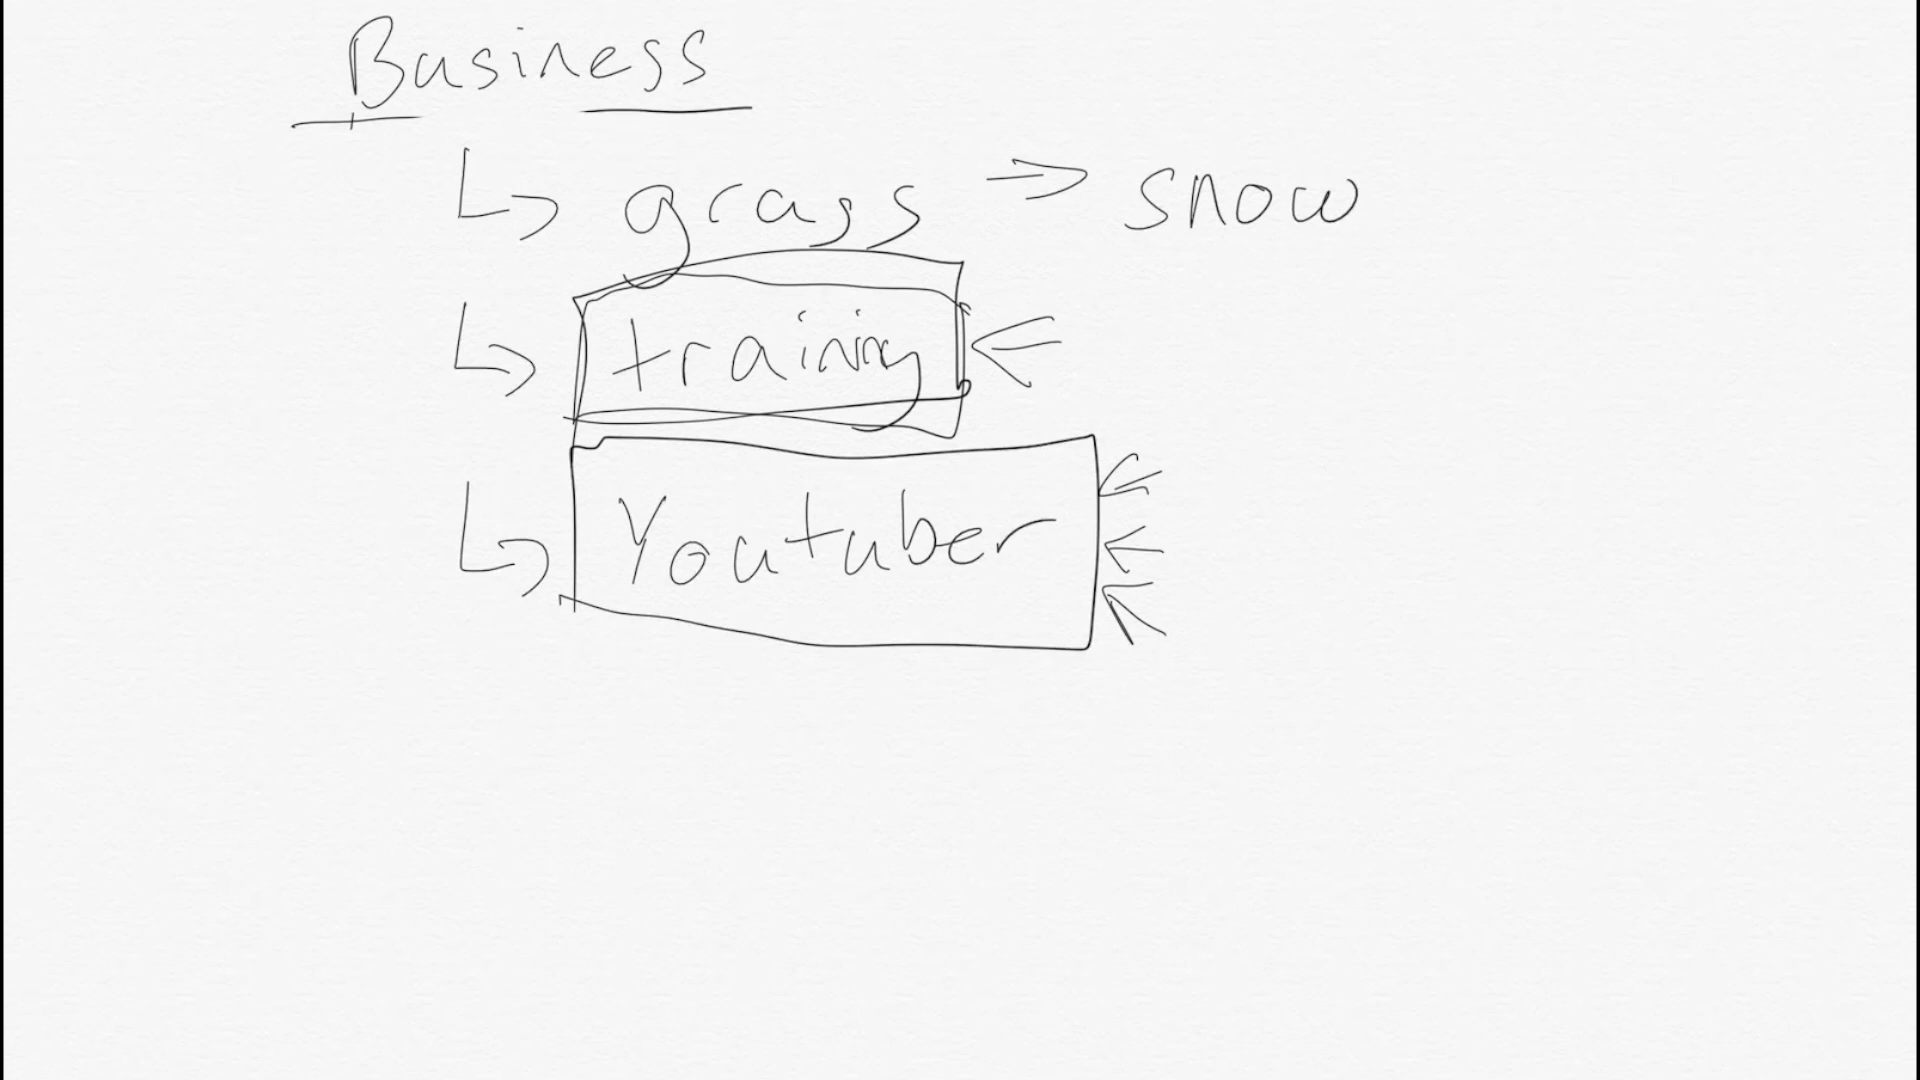 Business
↳ grass → snow
↳ training ←
↳ Youtuber